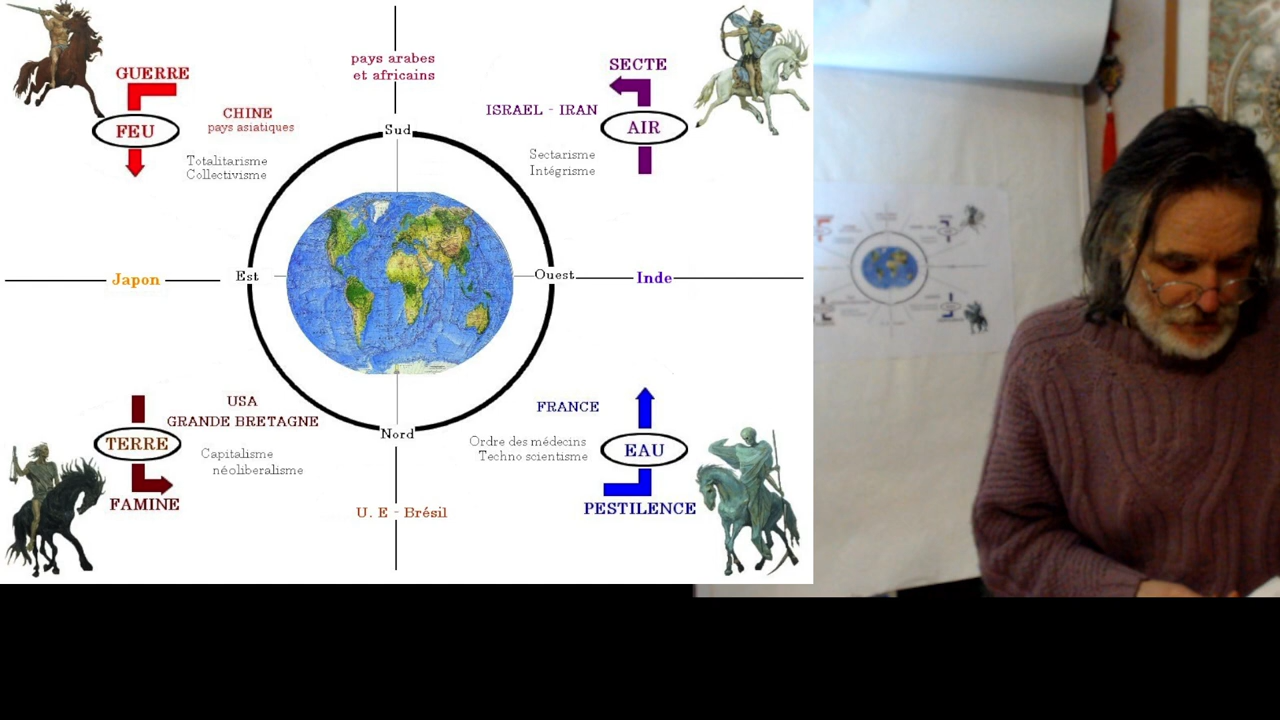 GUERRE
FEU
CHINE
pays asiatiques
Totalitarisme
Collectivisme
pays arabes
et africains
SECTE
ISRAEL - IRAN
AIR
Sectarisme
Intégrisme
Sud
Est
Ouest
Nord
Japon
Inde
USA
GRANDE BRETAGNE
TERRE
Capitalisme
néoliberalisme
FAMINE
U. E - Brésil
FRANCE
Ordre des médecins
Techno scientisme
EAU
PESTILENCE